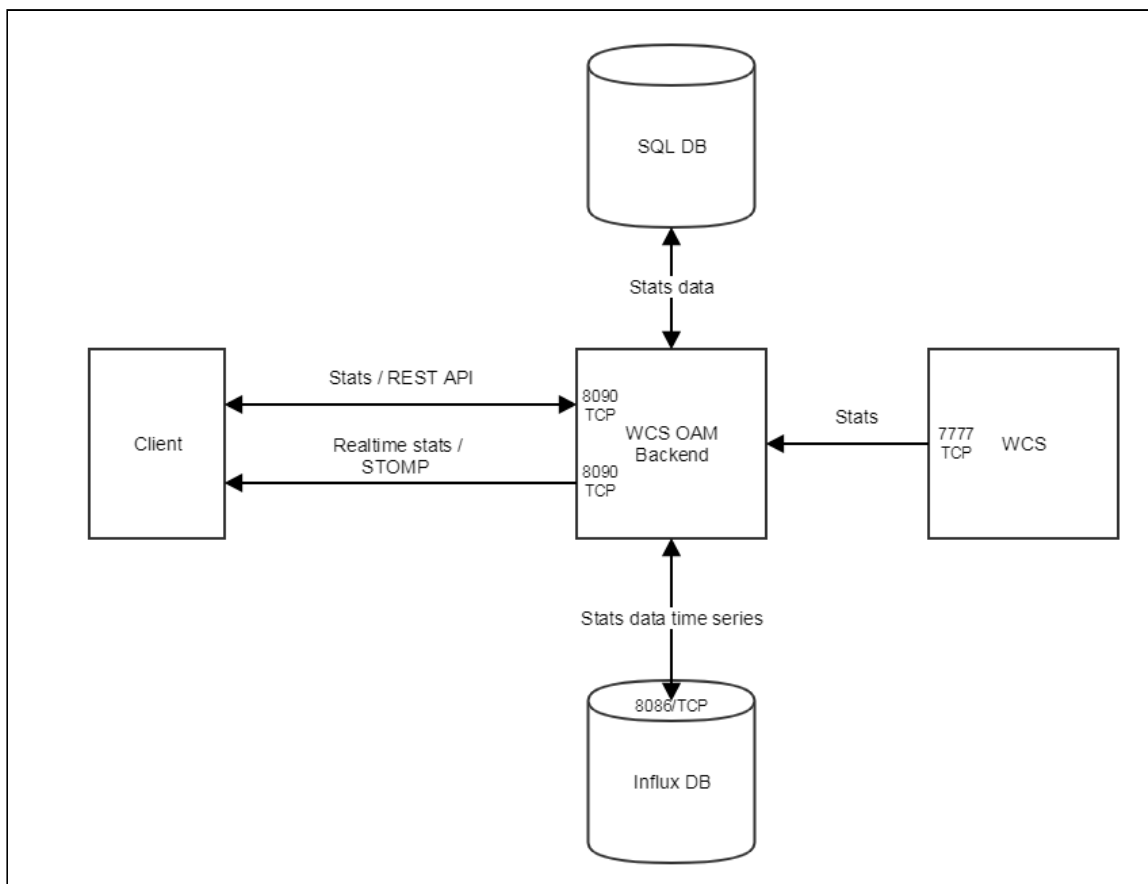 SQL DB
Stats data
Stats / REST API
8090
TCP
Client
WCS OAM
Backend
Realtime stats /
STOMP
8090
TCP
Stats
7777
TCP
WCS
Stats data time series
8086/TCP
Influx DB